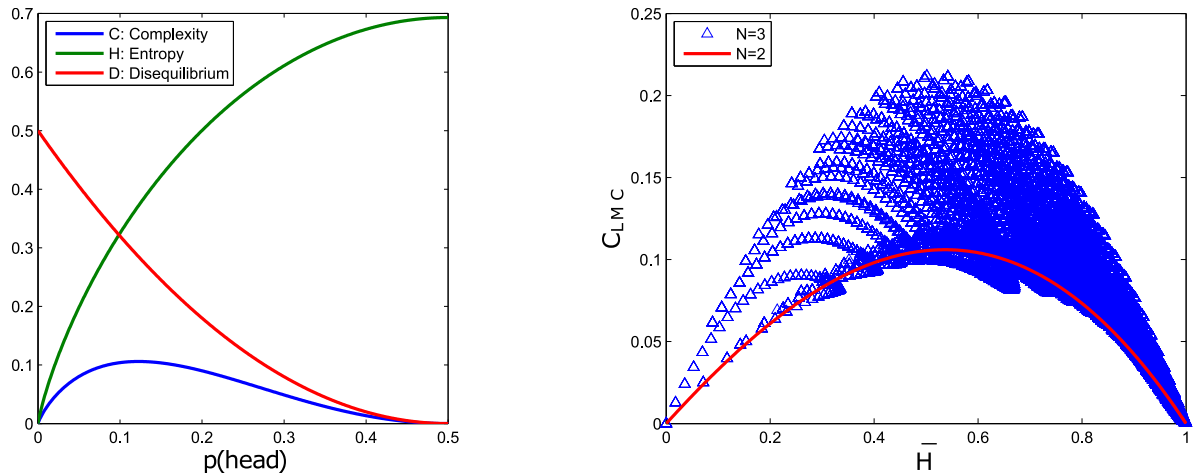 C: Complexity
H: Entropy
D: Disequilibrium
0.7
0.6
0.5
0.4
0.3
0.2
0.1
0
0 0.1 0.2 0.3 0.4 0.5
p(head)
N=3
N=2
0.25
0.2
0.15
0.1
0.05
0
0 0.2 0.4 0.6 0.8 1
C_LMC
H̅